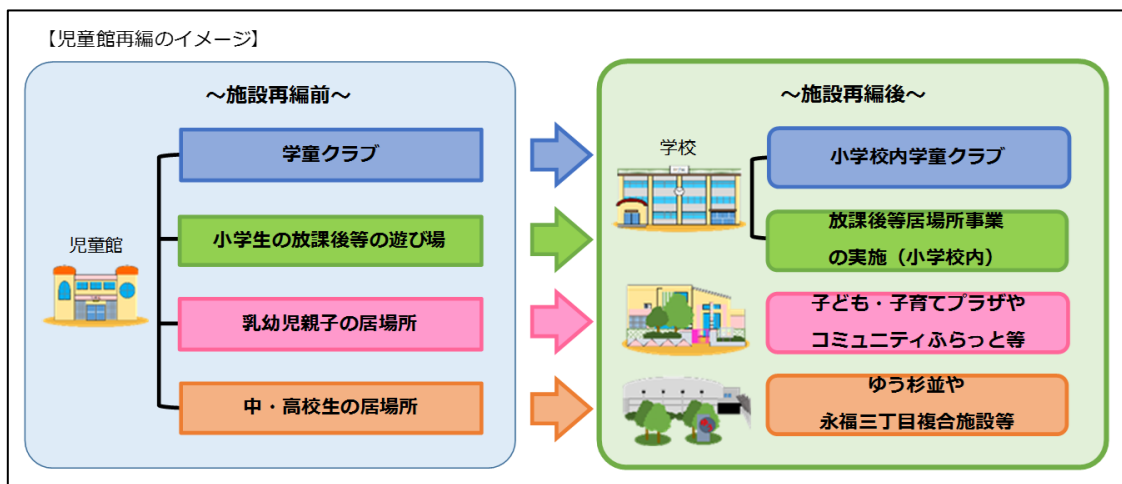 【児童館再編のイメージ】
～施設再編前～
児童館
学童クラブ
小学生の放課後等の遊び場
乳幼児親子の居場所
中・高校生の居場所
～施設再編後～
学校
小学校内学童クラブ
放課後等居場所事業
の実施（小学校内）
子ども・子育てプラザや
コミュニティふらっと等
ゆう杉並や
永福三丁目複合施設等